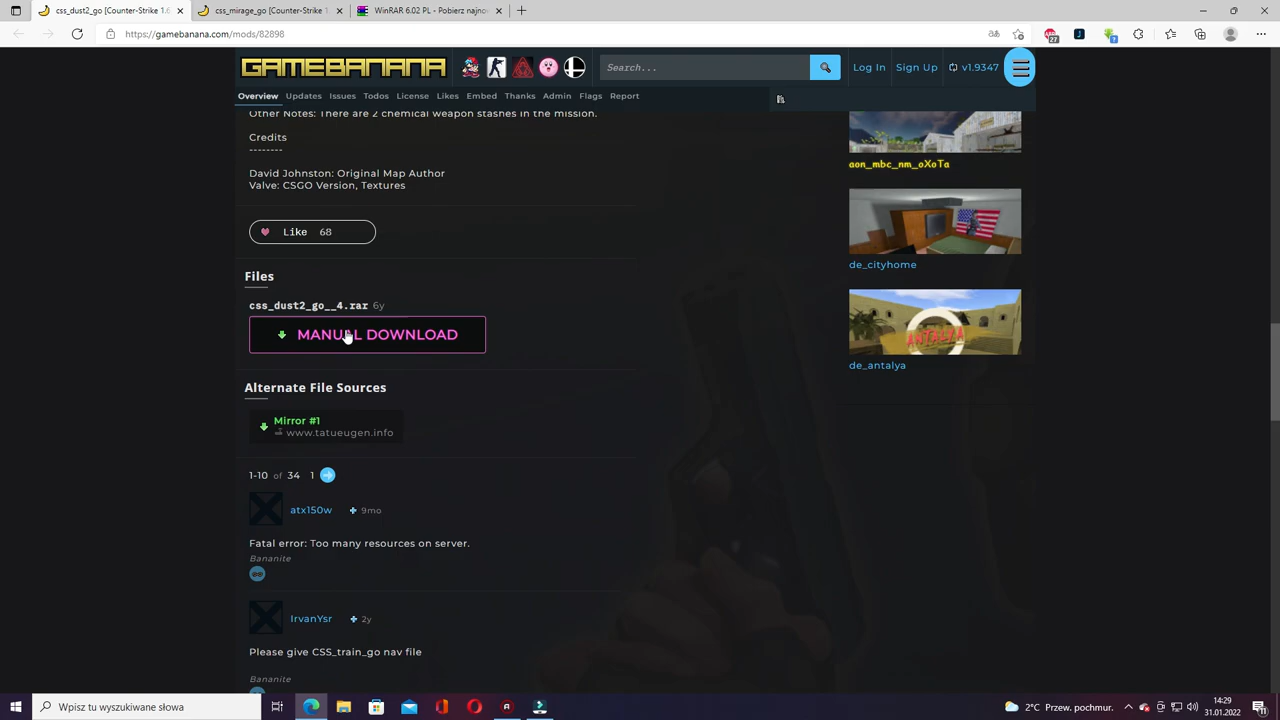 css_dust2_go [Counter-Strike 1.6
css_mirage_go [Counter-Strike 1
WinRAR 6.02 PL - Pobierz najno
https://gamebanana.com/mods/82898
GAMEBANANA
Search...
Log In
Sign Up
v1.9347
Overview
Updates
Issues
Todos
License
Likes
Embed
Thanks
Admin
Flags
Report
Other Notes: There are 2 chemical weapon stashes in the mission.
Credits
--------
David Johnston: Original Map Author
Valve: CSGO Version, Textures
Like 68
Files
css_dust2_go__4.rar 6y
MANUAL DOWNLOAD
Alternate File Sources
Mirror #1
www.tatueugen.info
1-10 of 34 1
atx150w
9mo
Fatal error: Too many resources on server.
Bananite
IrvanYsr
2y
Please give CSS_train_go nav file
Bananite
aon_mbc_nm_oXoTa
de_cityhome
ANTALYA
de_antalya
Wpisz tu wyszukiwane słowa
2°C Przew. pochmur.
14:29
31.01.2022